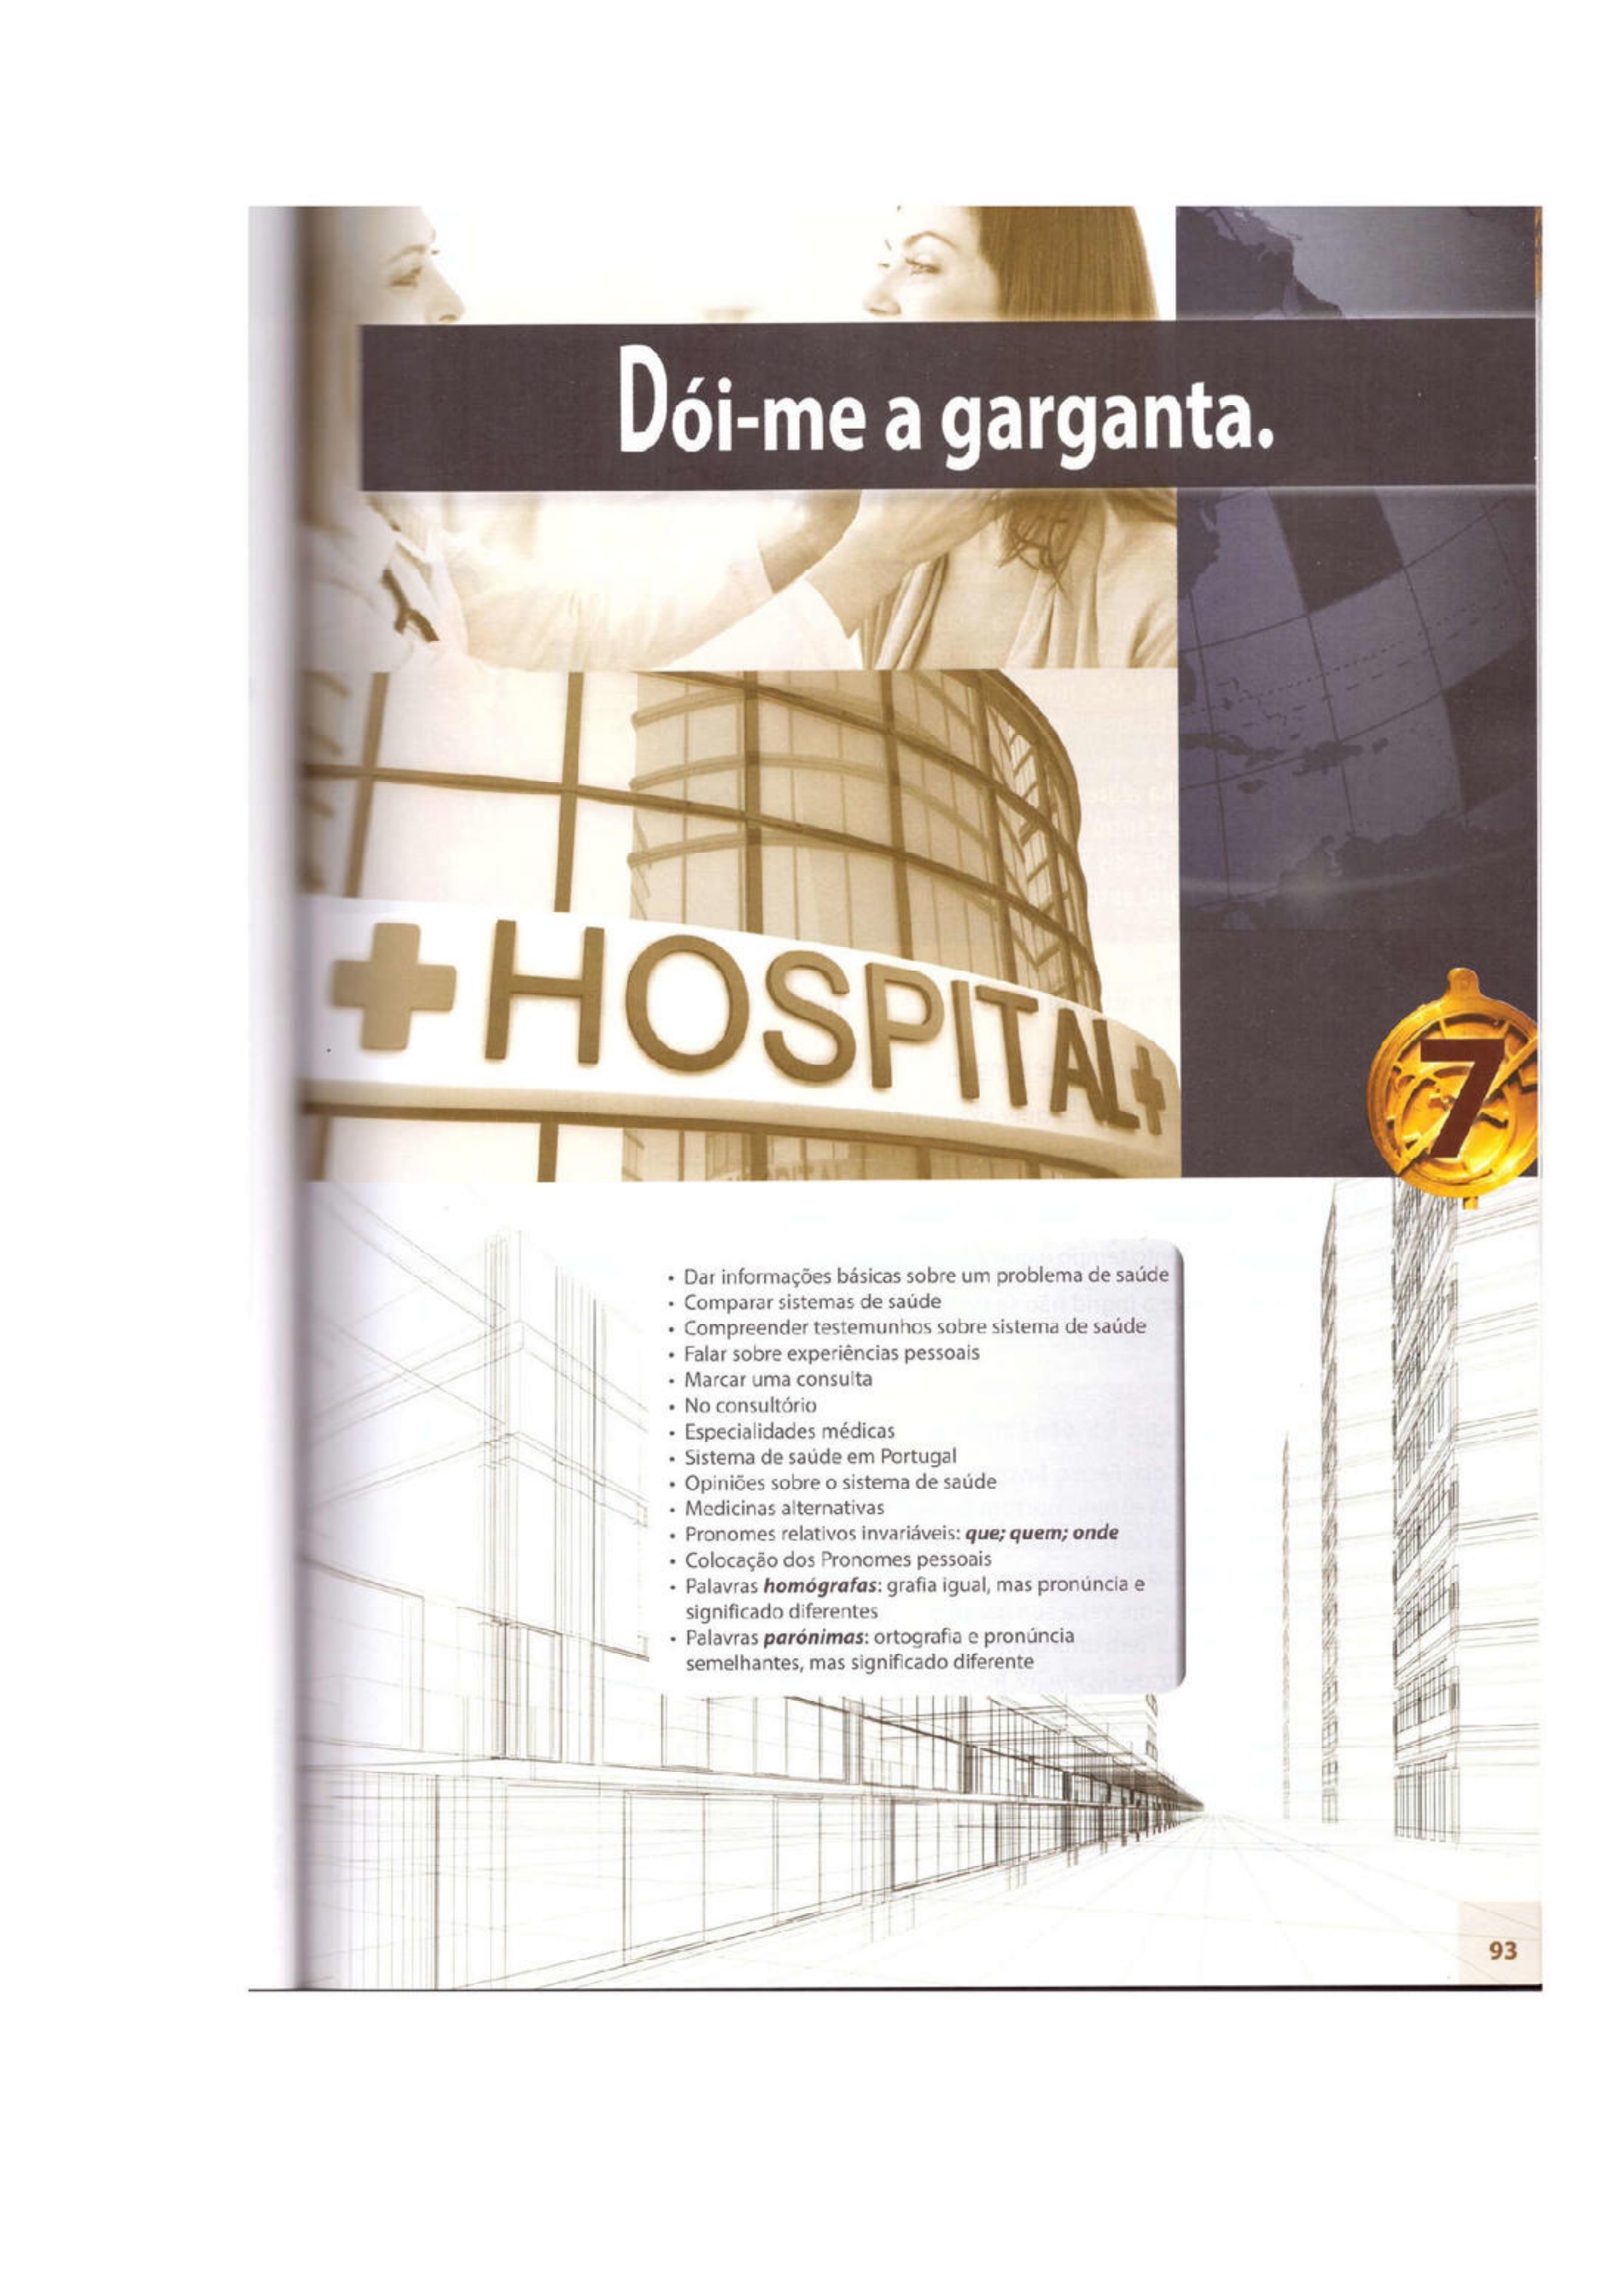 Dói-me a garganta.
HOSPITAL
7
• Dar informações básicas sobre um problema de saúde
• Comparar sistemas de saúde
• Compreender testemunhos sobre sistema de saúde
• Falar sobre experiências pessoais
• Marcar uma consulta
• No consultório
• Especialidades médicas
• Sistema de saúde em Portugal
• Opiniões sobre o sistema de saúde
• Medicinas alternativas
• Pronomes relativos invariáveis: que; quem; onde
• Colocação dos Pronomes pessoais
• Palavras homógrafas: grafia igual, mas pronúncia e
significado diferentes
• Palavras parónimas: ortografia e pronúncia
semelhantes, mas significado diferente
93